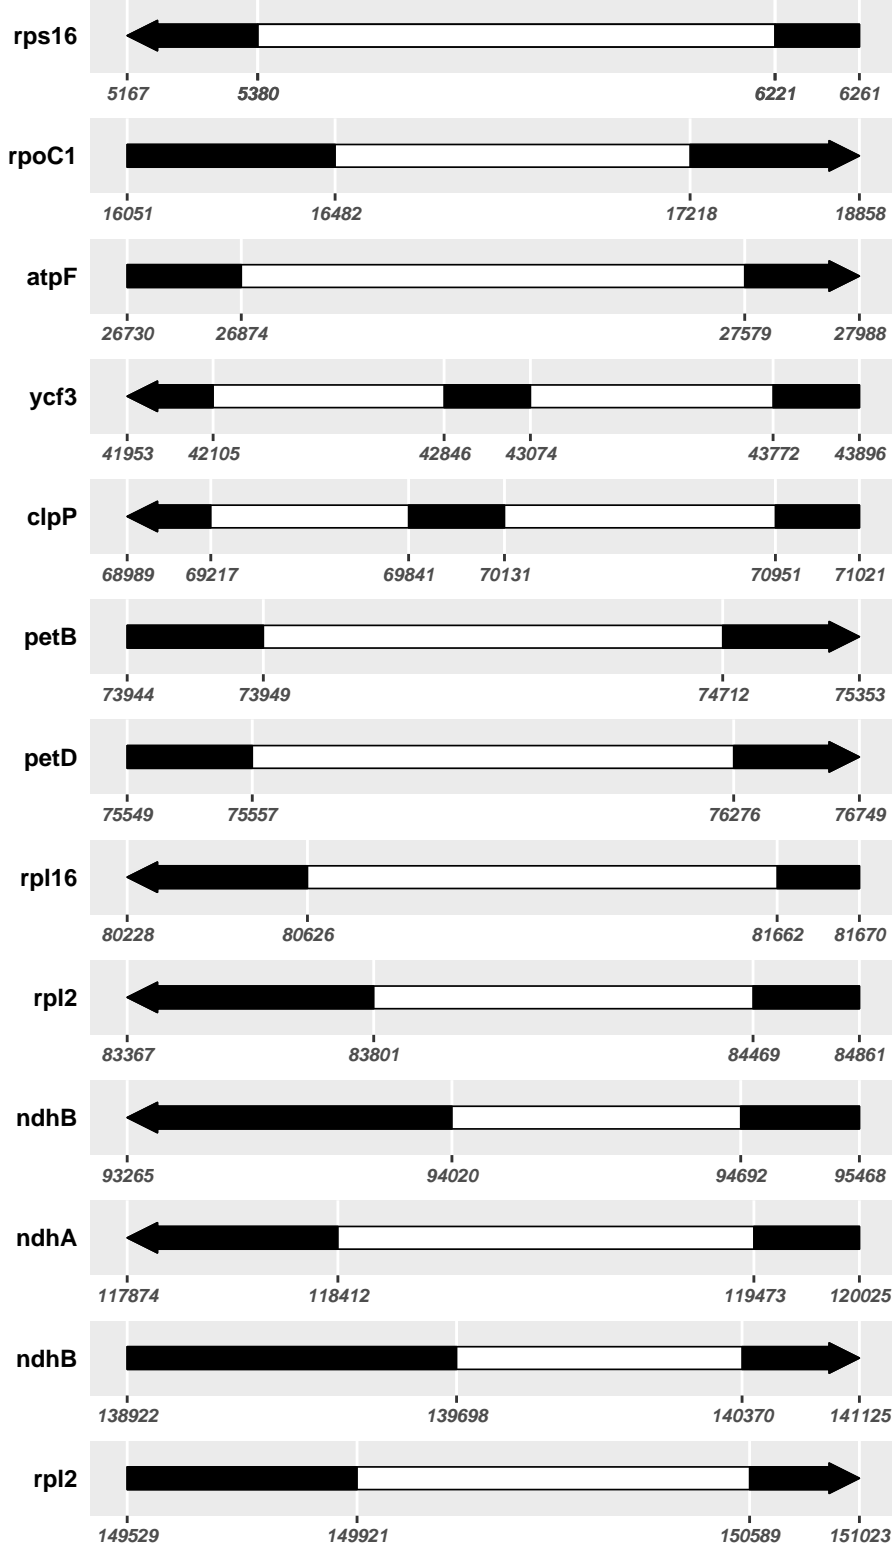 rps16
5167 5380 6221 6261
rpoC1
16051 16482 17218 18858
atpF
26730 26874 27579 27988
ycf3
41953 42105 42846 43074 43772 43896
clpP
68989 69217 69841 70131 70951 71021
petB
73944 73949 74712 75353
petD
75549 75557 76276 76749
rpl16
80228 80626 81662 81670
rpl2
83367 83801 84469 84861
ndhB
93265 94020 94692 95468
ndhA
117874 118412 119473 120025
ndhB
138922 139698 140370 141125
rpl2
149529 149921 150589 151023